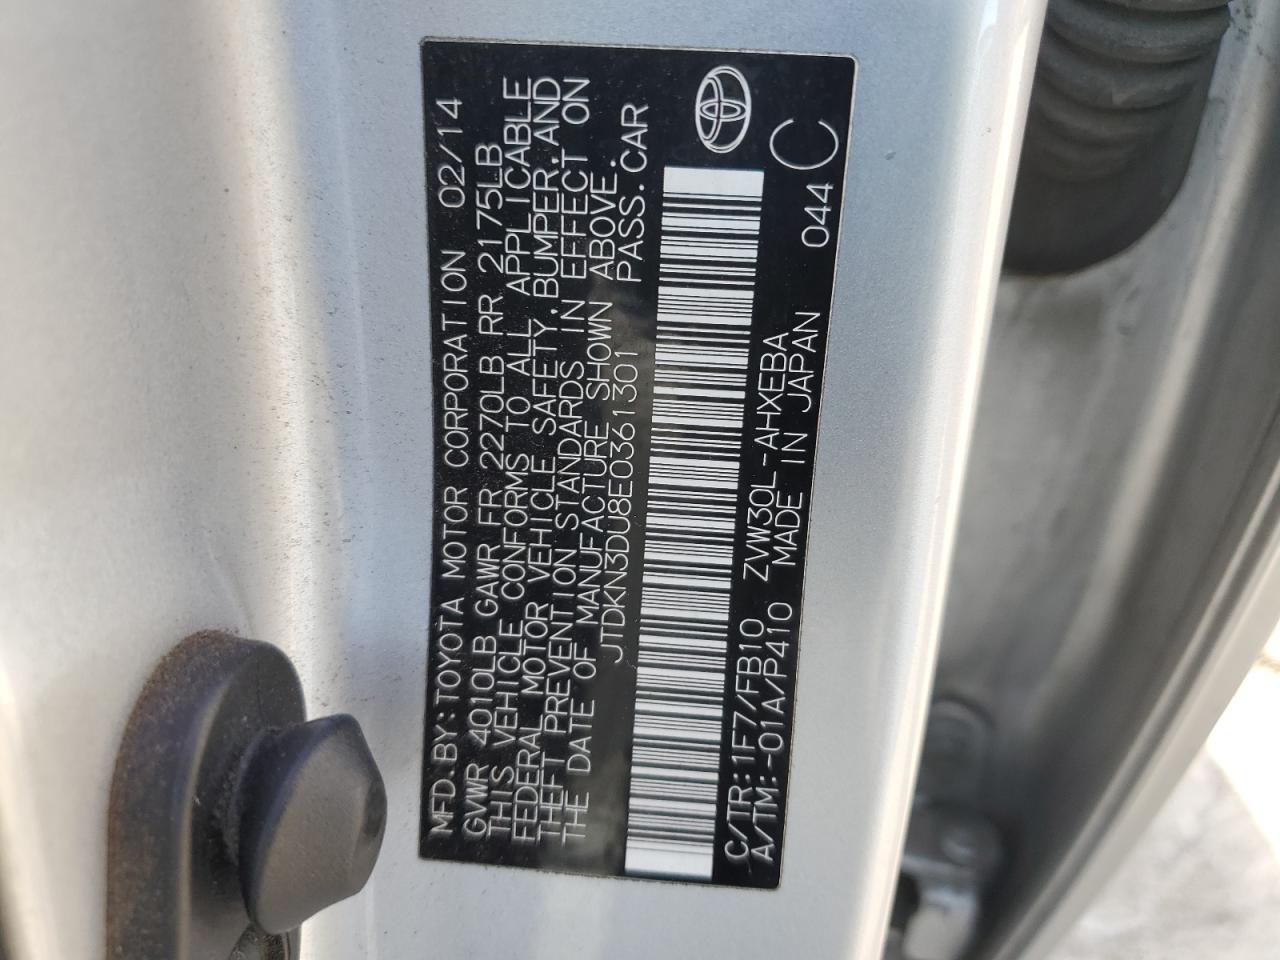 MFD.BY:TOYOTA MOTOR CORPORATION 02/14
GVWR 4010LB GAWR FR 2270LB RR 2175LB
THIS VEHICLE CONFORMS TO ALL APPLICABLE
FEDERAL MOTOR VEHICLE SAFETY,BUMPER,AND
THEFT PREVENTION STANDARDS IN EFFECT ON
THE DATE OF MANUFACTURE SHOWN ABOVE.
JTDKN3DU8E0361301 PASS.CAR
C/TR:1F7/FB10 ZVW30L-AHXEBA 044 C
A/TM:-01A/P410 MADE IN JAPAN